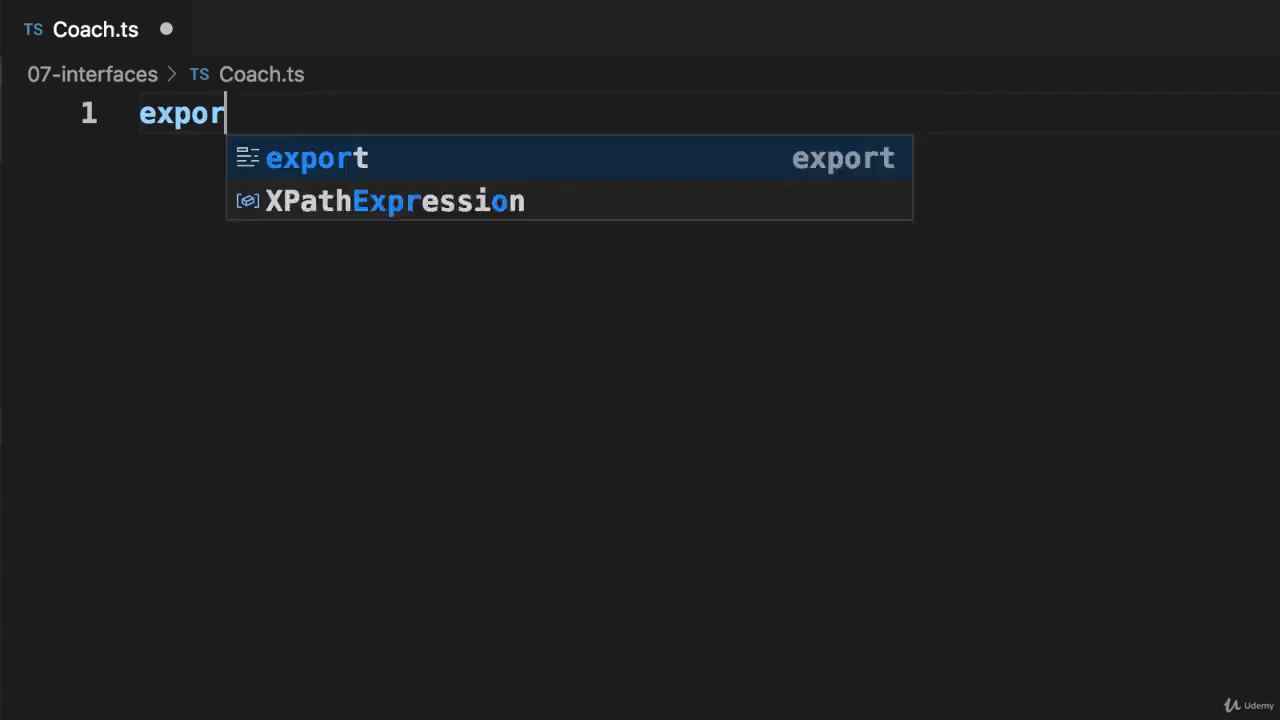 TS Coach.ts
07-interfaces > TS Coach.ts
1 expor
export export
XPathExpression
Udemy